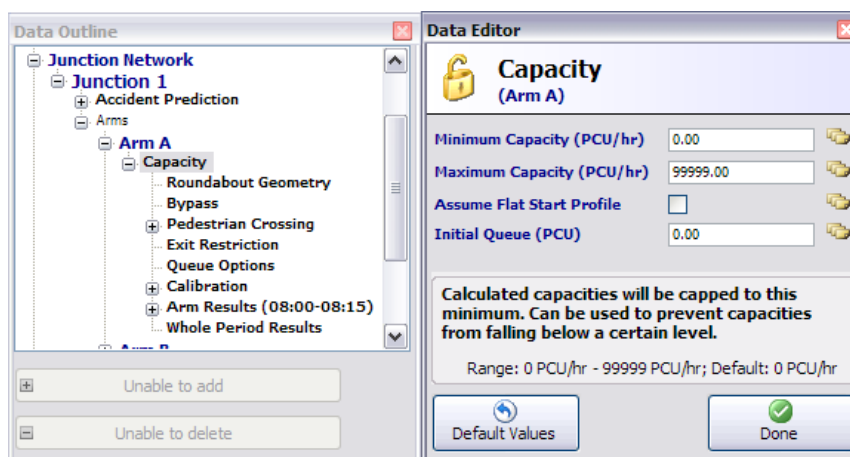 Data Outline
Junction Network
Junction 1
Accident Prediction
Arms
Arm A
Capacity
Roundabout Geometry
Bypass
Pedestrian Crossing
Exit Restriction
Queue Options
Calibration
Arm Results (08:00-08:15)
Whole Period Results
Unable to add
Unable to delete
Data Editor
Capacity
(Arm A)
Minimum Capacity (PCU/hr) 0.00
Maximum Capacity (PCU/hr) 99999.00
Assume Flat Start Profile
Initial Queue (PCU) 0.00
Calculated capacities will be capped to this
minimum. Can be used to prevent capacities
from falling below a certain level.
Range: 0 PCU/hr - 99999 PCU/hr; Default: 0 PCU/hr
Default Values
Done